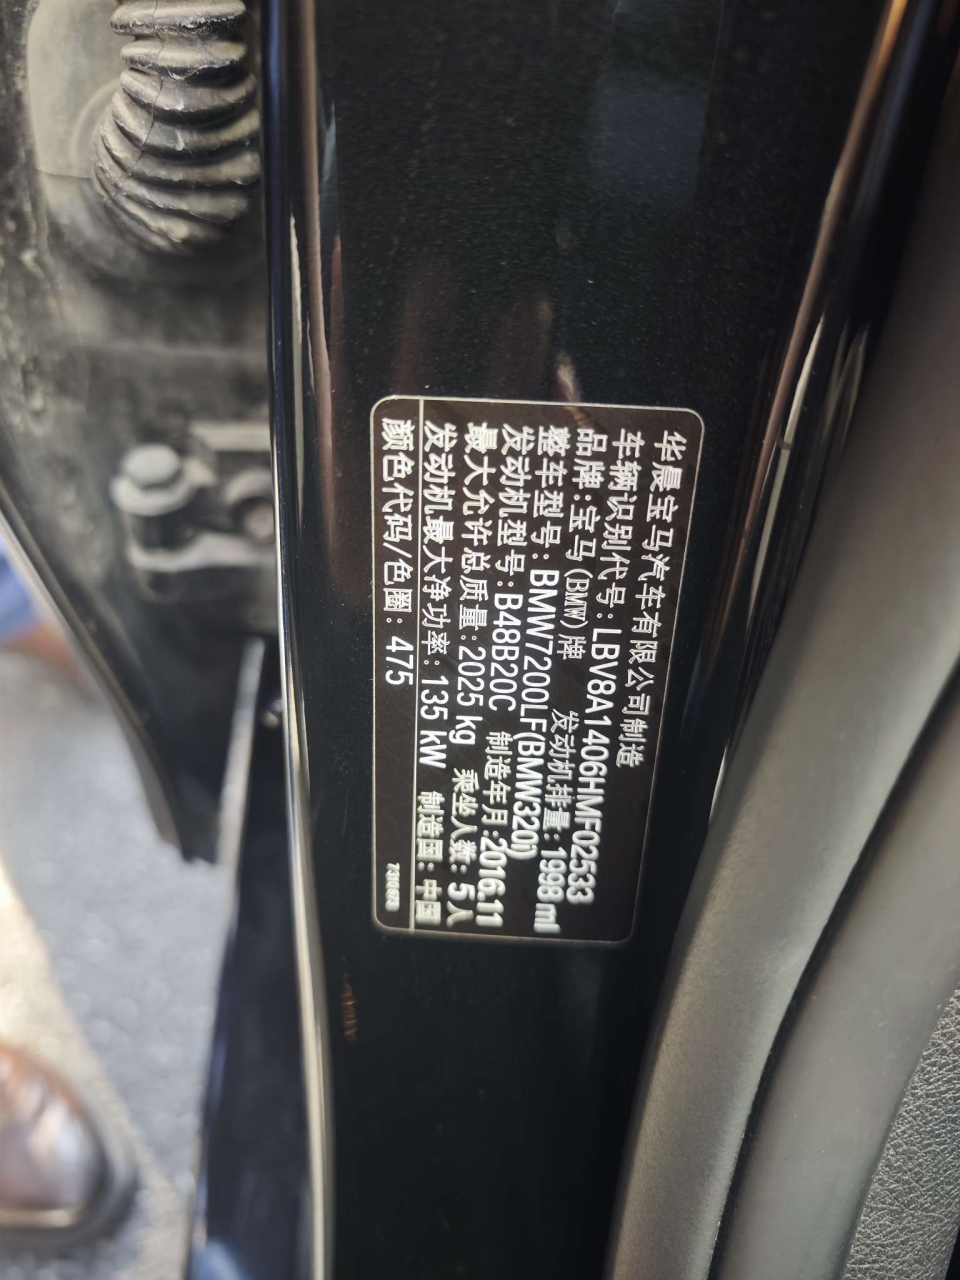 华晨宝马汽车有限公司制造
车辆识别代号: LBV8A1406HMF02533
品牌:宝马(BMW)牌 发动机排量: 1998 ml
整车型号: BMW7200LF(BMW320i)
发动机型号: B48B20C 制造年月:2016.11
最大允许总质量: 2025 kg 乘坐人数: 5人
发动机最大净功率: 135 kW 制造国: 中国
颜色代码/色圈: 475